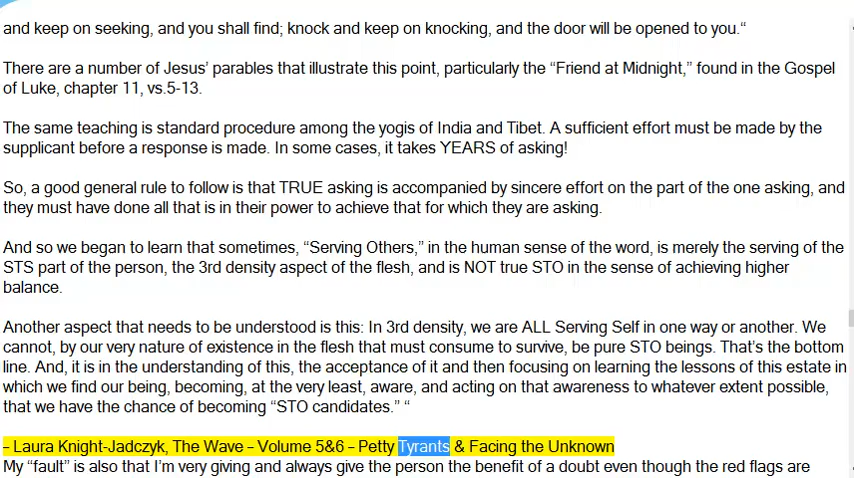 and keep on seeking, and you shall find; knock and keep on knocking, and the door will be opened to you.“
There are a number of Jesus’ parables that illustrate this point, particularly the “Friend at Midnight,” found in the Gospel
of Luke, chapter 11, vs.5-13.
The same teaching is standard procedure among the yogis of India and Tibet. A sufficient effort must be made by the
supplicant before a response is made. In some cases, it takes YEARS of asking!
So, a good general rule to follow is that TRUE asking is accompanied by sincere effort on the part of the one asking, and
they must have done all that is in their power to achieve that for which they are asking.
And so we began to learn that sometimes, “Serving Others,” in the human sense of the word, is merely the serving of the
STS part of the person, the 3rd density aspect of the flesh, and is NOT true STO in the sense of achieving higher
balance.
Another aspect that needs to be understood is this: In 3rd density, we are ALL Serving Self in one way or another. We
cannot, by our very nature of existence in the flesh that must consume to survive, be pure STO beings. That’s the bottom
line. And, it is in the understanding of this, the acceptance of it and then focusing on learning the lessons of this estate in
which we find our being, becoming, at the very least, aware, and acting on that awareness to whatever extent possible,
that we have the chance of becoming “STO candidates.” “
– Laura Knight-Jadczyk, The Wave – Volume 5&6 – Petty Tyrants & Facing the Unknown
My “fault” is also that I’m very giving and always give the person the benefit of a doubt even though the red flags are